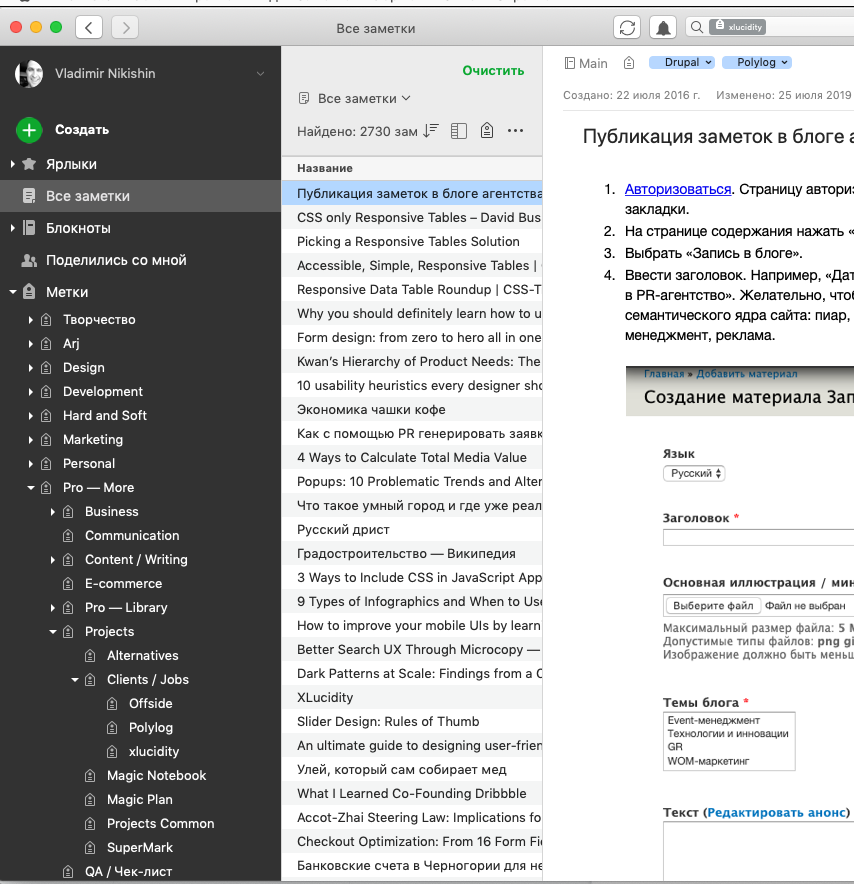 Все заметки
xlucidity
Vladimir Nikishin
Создать
Ярлыки
Все заметки
Блокноты
Поделились со мной
Метки
Творчество
Arj
Design
Development
Hard and Soft
Marketing
Personal
Pro — More
Business
Communication
Content / Writing
E-commerce
Pro — Library
Projects
Alternatives
Clients / Jobs
Offside
Polylog
xlucidity
Magic Notebook
Magic Plan
Projects Common
SuperMark
QA / Чек-лист
Очистить
Все заметки
Найдено: 2730 зам
Название
Публикация заметок в блоге агентства
CSS only Responsive Tables – David Bus
Picking a Responsive Tables Solution
Accessible, Simple, Responsive Tables |
Responsive Data Table Roundup | CSS-T
Why you should definitely learn how to u
Form design: from zero to hero all in one
Kwan's Hierarchy of Product Needs: The
10 usability heuristics every designer sho
Экономика чашки кофе
Как с помощью PR генерировать заявк
4 Ways to Calculate Total Media Value
Popups: 10 Problematic Trends and Alter
Что такое умный город и где уже реал
Русский дрист
Градостроительство — Википедия
3 Ways to Include CSS in JavaScript App
9 Types of Infographics and When to Use
How to improve your mobile UIs by learn
Better Search UX Through Microcopy —
Dark Patterns at Scale: Findings from a C
XLucidity
Slider Design: Rules of Thumb
An ultimate guide to designing user-frien
Улей, который сам собирает мед
What I Learned Co-Founding Dribbble
Accot-Zhai Steering Law: Implications fo
Checkout Optimization: From 16 Form Fie
Банковские счета в Черногории для не
Main Drupal Polylog
Создано: 22 июля 2016 г. Изменено: 25 июля 2019
Публикация заметок в блоге а
1. Авторизоваться. Страницу авториз
закладки.
2. На странице содержания нажать «
3. Выбрать «Запись в блоге».
4. Ввести заголовок. Например, «Дат
в PR-агентство». Желательно, чтоб
семантического ядра сайта: пиар,
менеджмент, реклама.
Главная » Добавить материал
Создание материала Зап
Язык
Русский
Заголовок *
Основная иллюстрация / мин
Выберите файл Файл не выбран
Максимальный размер файла: 5 М
Допустимые типы файлов: png gi
Изображение должно быть меньш
Темы блога *
Event-менеджмент
Технологии и инновации
GR
WOM-маркетинг
Текст (Редактировать анонс)